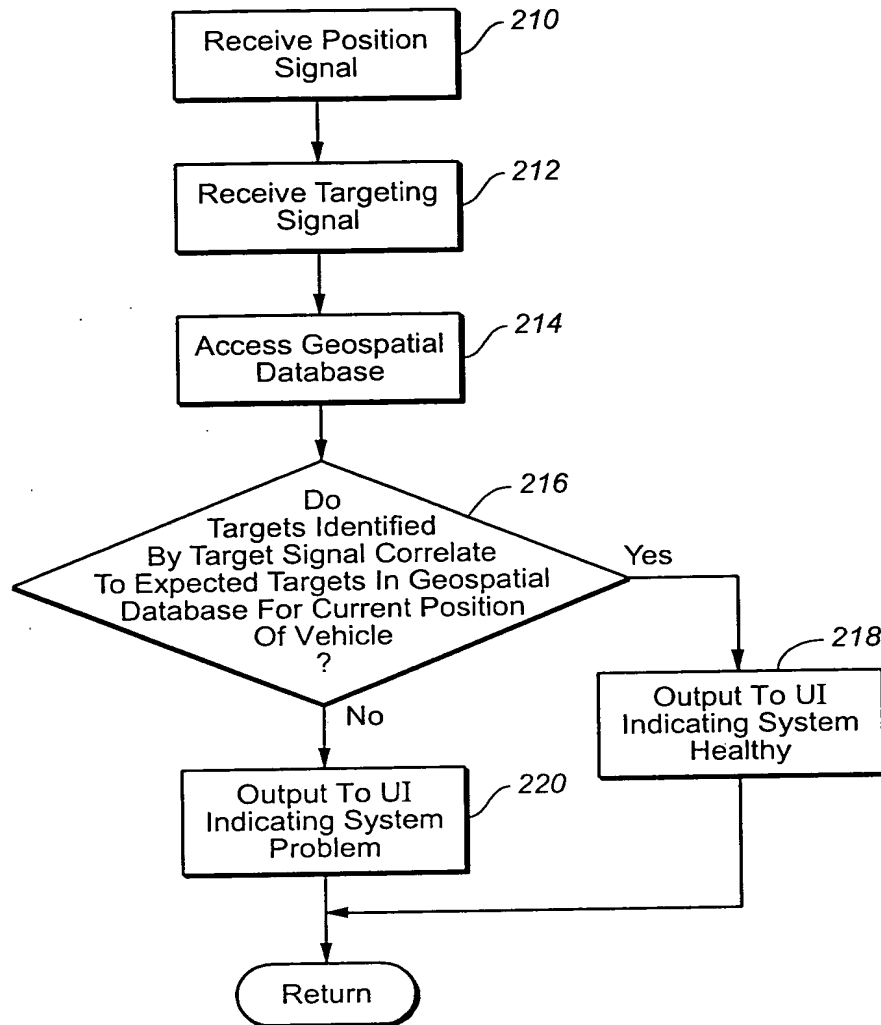 Receive Position
Signal
210
Receive Targeting
Signal
212
Access Geospatial
Database
214
Do
Targets Identified
By Target Signal Correlate
To Expected Targets In Geospatial
Database For Current Position
Of Vehicle
?
216
Yes
No
Output To UI
Indicating System
Healthy
218
Output To UI
Indicating System
Problem
220
Return